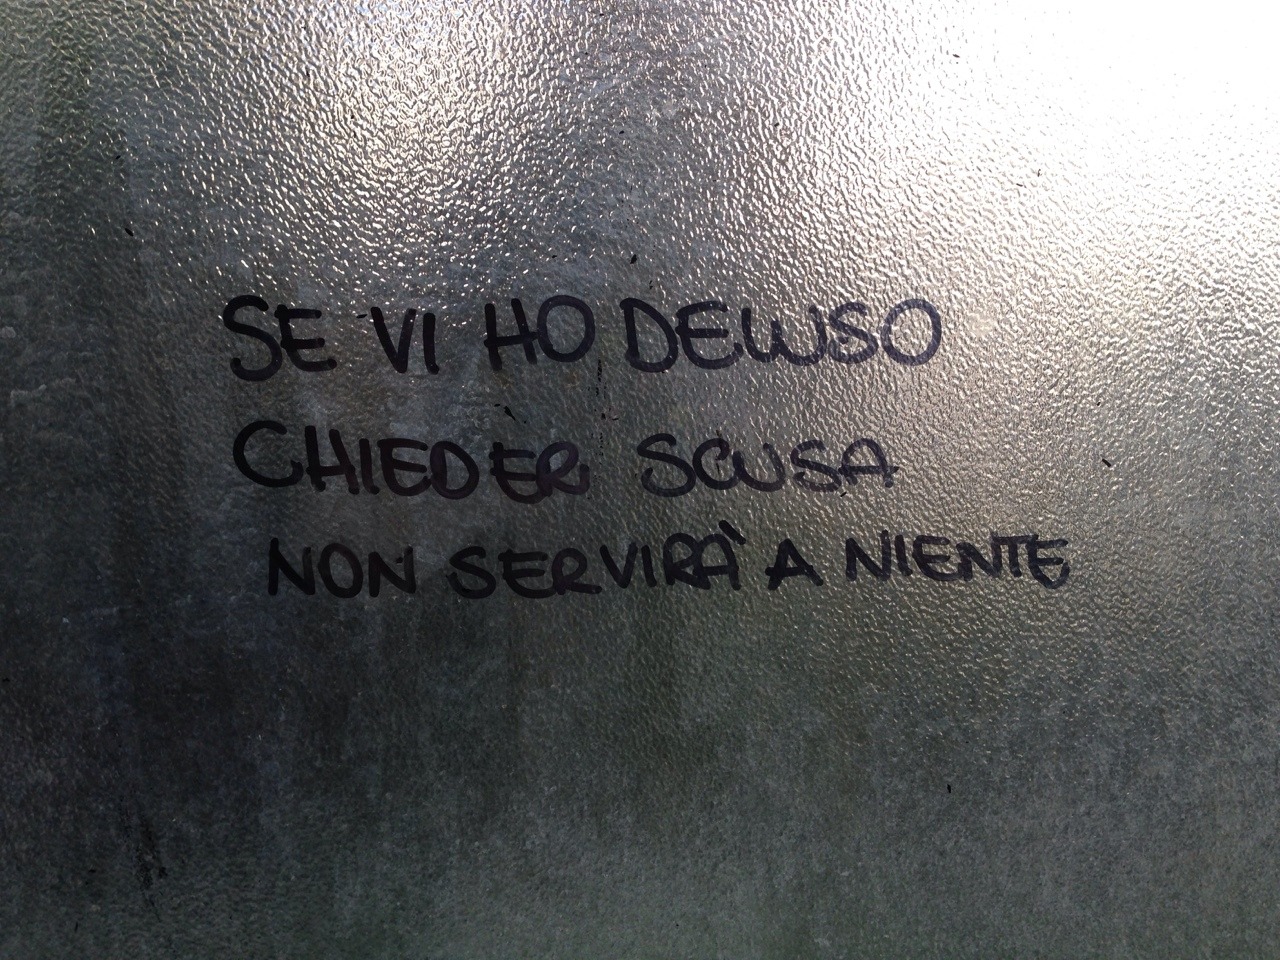 SE VI HO DELUSO
CHIEDER SCUSA
NON SERVIRÀ A NIENTE